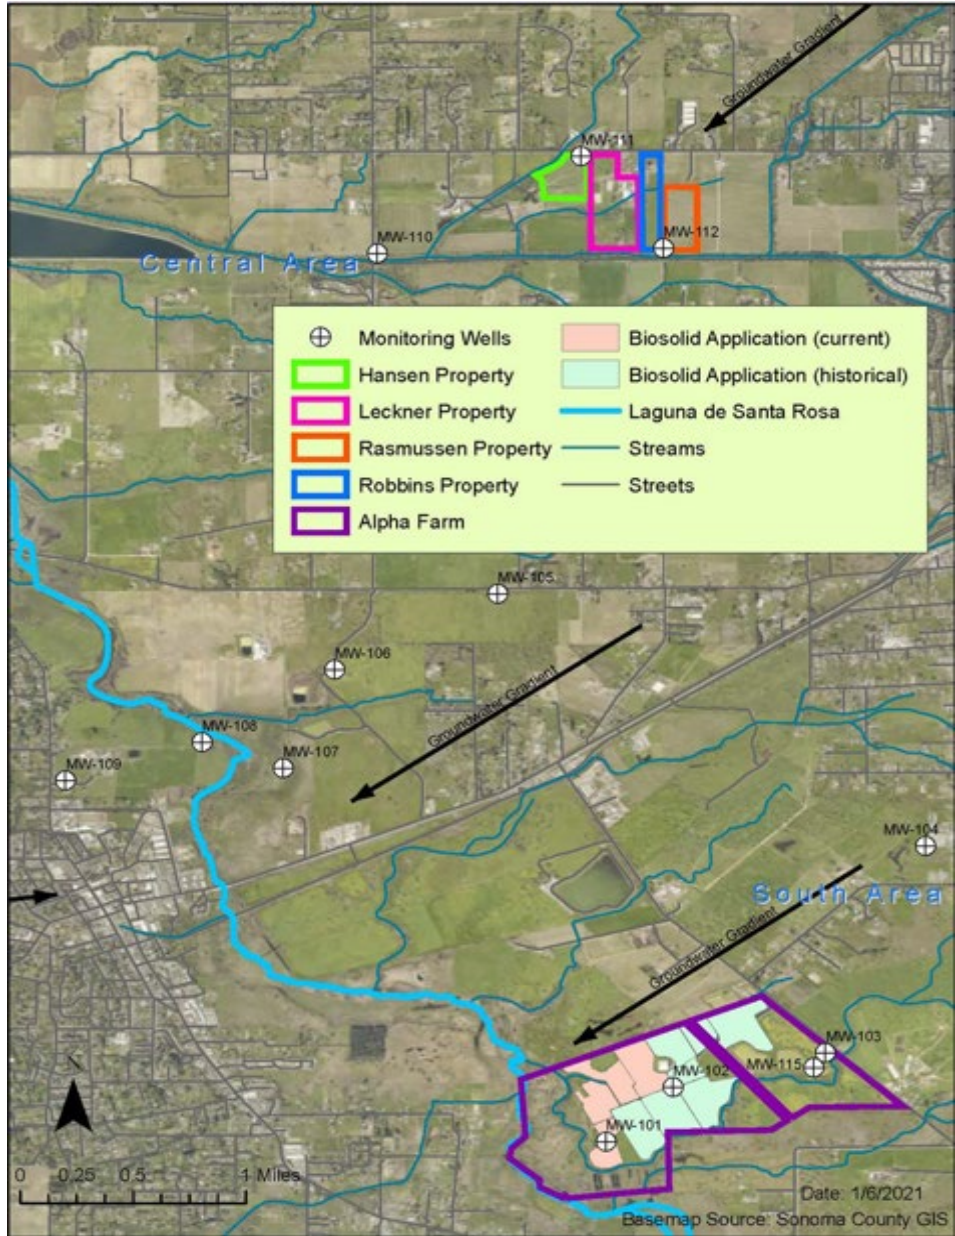 Groundwater Gradient
MW-111
MW-110
MW-112
Central Area
Monitoring Wells
Hansen Property
Leckner Property
Rasmussen Property
Robbins Property
Alpha Farm
Biosolid Application (current)
Biosolid Application (historical)
Laguna de Santa Rosa
Streams
Streets
MW-105
MW-106
Groundwater Gradient
MW-108
MW-107
MW-109
MW-104
South Area
Groundwater Gradient
MW-103
MW-115
MW-102
MW-101
N
0 0.25 0.5 1 Miles
Date: 1/6/2021
Basemap Source: Sonoma County GIS